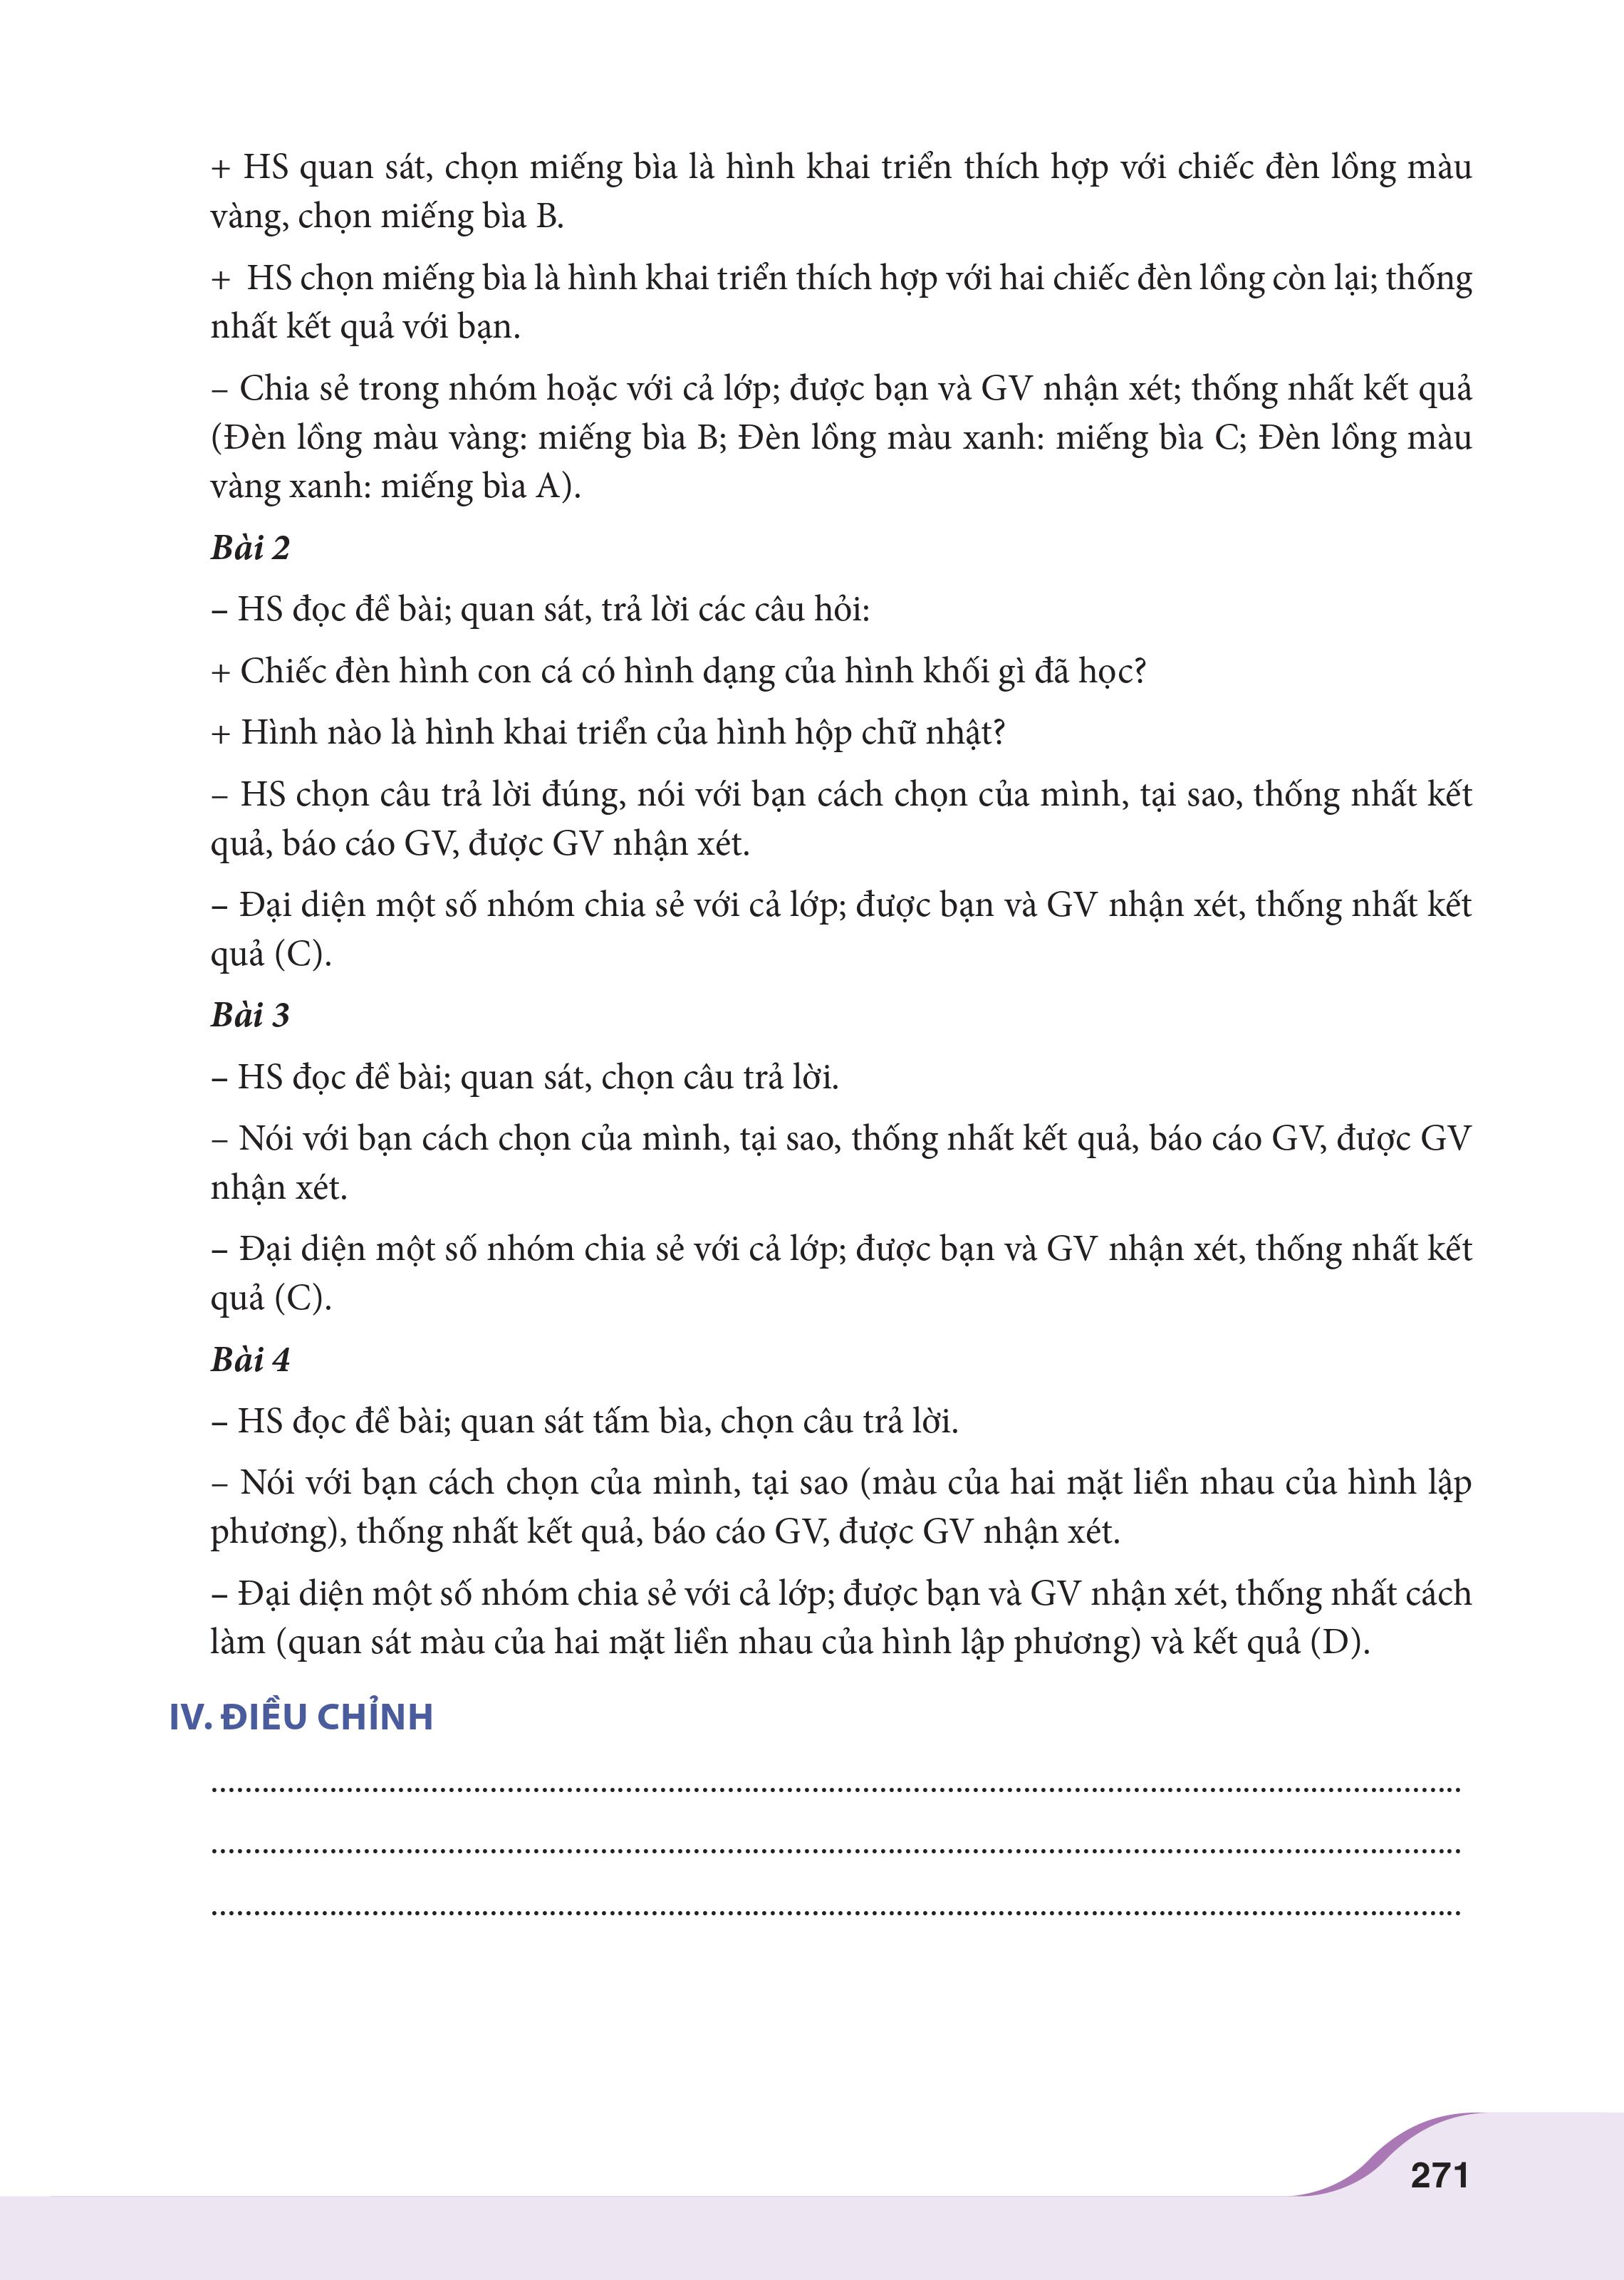 + HS quan sát, chọn miếng bìa là hình khai triển thích hợp với chiếc đèn lồng màu
vàng, chọn miếng bìa B.
+ HS chọn miếng bìa là hình khai triển thích hợp với hai chiếc đèn lồng còn lại; thống
nhất kết quả với bạn.
– Chia sẻ trong nhóm hoặc với cả lớp; được bạn và GV nhận xét; thống nhất kết quả
(Đèn lồng màu vàng: miếng bìa B; Đèn lồng màu xanh: miếng bìa C; Đèn lồng màu
vàng xanh: miếng bìa A).
Bài 2
– HS đọc đề bài; quan sát, trả lời các câu hỏi:
+ Chiếc đèn hình con cá có hình dạng của hình khối gì đã học?
+ Hình nào là hình khai triển của hình hộp chữ nhật?
– HS chọn câu trả lời đúng, nói với bạn cách chọn của mình, tại sao, thống nhất kết
quả, báo cáo GV, được GV nhận xét.
– Đại diện một số nhóm chia sẻ với cả lớp; được bạn và GV nhận xét, thống nhất kết
quả (C).
Bài 3
– HS đọc đề bài; quan sát, chọn câu trả lời.
– Nói với bạn cách chọn của mình, tại sao, thống nhất kết quả, báo cáo GV, được GV
nhận xét.
– Đại diện một số nhóm chia sẻ với cả lớp; được bạn và GV nhận xét, thống nhất kết
quả (C).
Bài 4
– HS đọc đề bài; quan sát tấm bìa, chọn câu trả lời.
– Nói với bạn cách chọn của mình, tại sao (màu của hai mặt liền nhau của hình lập
phương), thống nhất kết quả, báo cáo GV, được GV nhận xét.
– Đại diện một số nhóm chia sẻ với cả lớp; được bạn và GV nhận xét, thống nhất cách
làm (quan sát màu của hai mặt liền nhau của hình lập phương) và kết quả (D).
IV. ĐIỀU CHỈNH
271